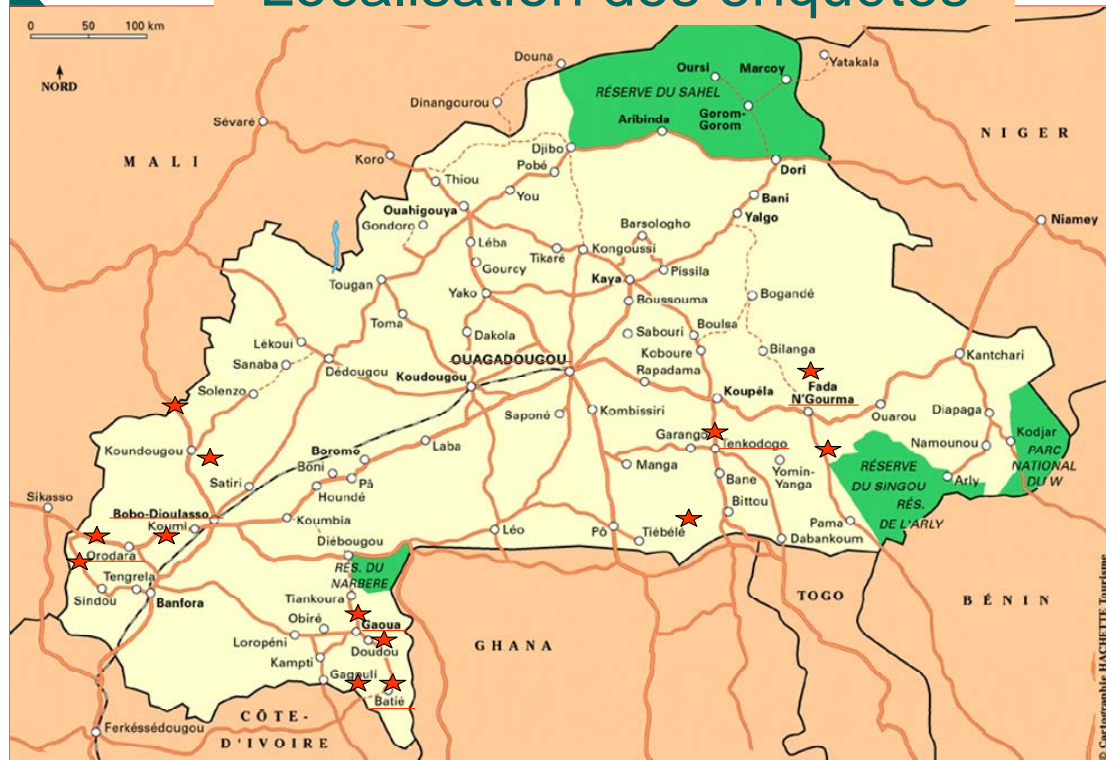 Localisation des enquêtes
0 50 100 km
NORD
MALI
NIGER
Douna
Dinangourou
Sévaré
Koro
Oursi
Marcoy
Yatakala
RÉSERVE DU SAHEL
Gorom-
Gorom
Aribinda
Djibo
Pobé
Dori
Thiou
You
Bani
Yalgo
Niamey
Ouahigouya
Gondoro
Barsologho
Léba
Tikaré
Kongoussi
Gourcy
Pissila
Kaya
Tougan
Yako
Boussouma
Bogandé
Toma
Dakola
Sabouri
Boulsa
Lékoui
Koboure
Bilanga
Kantchari
Sanaba
OUAGADOUGOU
Dédougou
Koudougou
Rapadama
Fada
N'Gourma
Solenzo
Koupéla
Saponé
Kombissiri
Ouarou
Diapaga
Garango
Tenkodogo
Namounou
Kodjar
PARC
NATIONAL
DU W
Koundougou
Laba
Boromo
Boni
Pâ
Manga
Yomin-
Yanga
RÉSERVE
DU SINGOU
RÉS.
DE L'ARLY
Arly
Satiri
Houndé
Bane
Bittou
Sikasso
Bobo-Dioulasso
Koumi
Koumbia
Pama
Léo
Pô
Tiébélé
Dabankoum
Orodara
Diébougou
RÉS. DU
NARBERE
Tengrela
Sindou
Banfora
Tiankoura
TOGO
BÉNIN
Obiré
Gaoua
Loropéni
Doudou
GHANA
Kampti
Gagouli
Batié
CÔTE-
D'IVOIRE
Ferkéssédougou
© Cartographie HACHETTE Tourisme